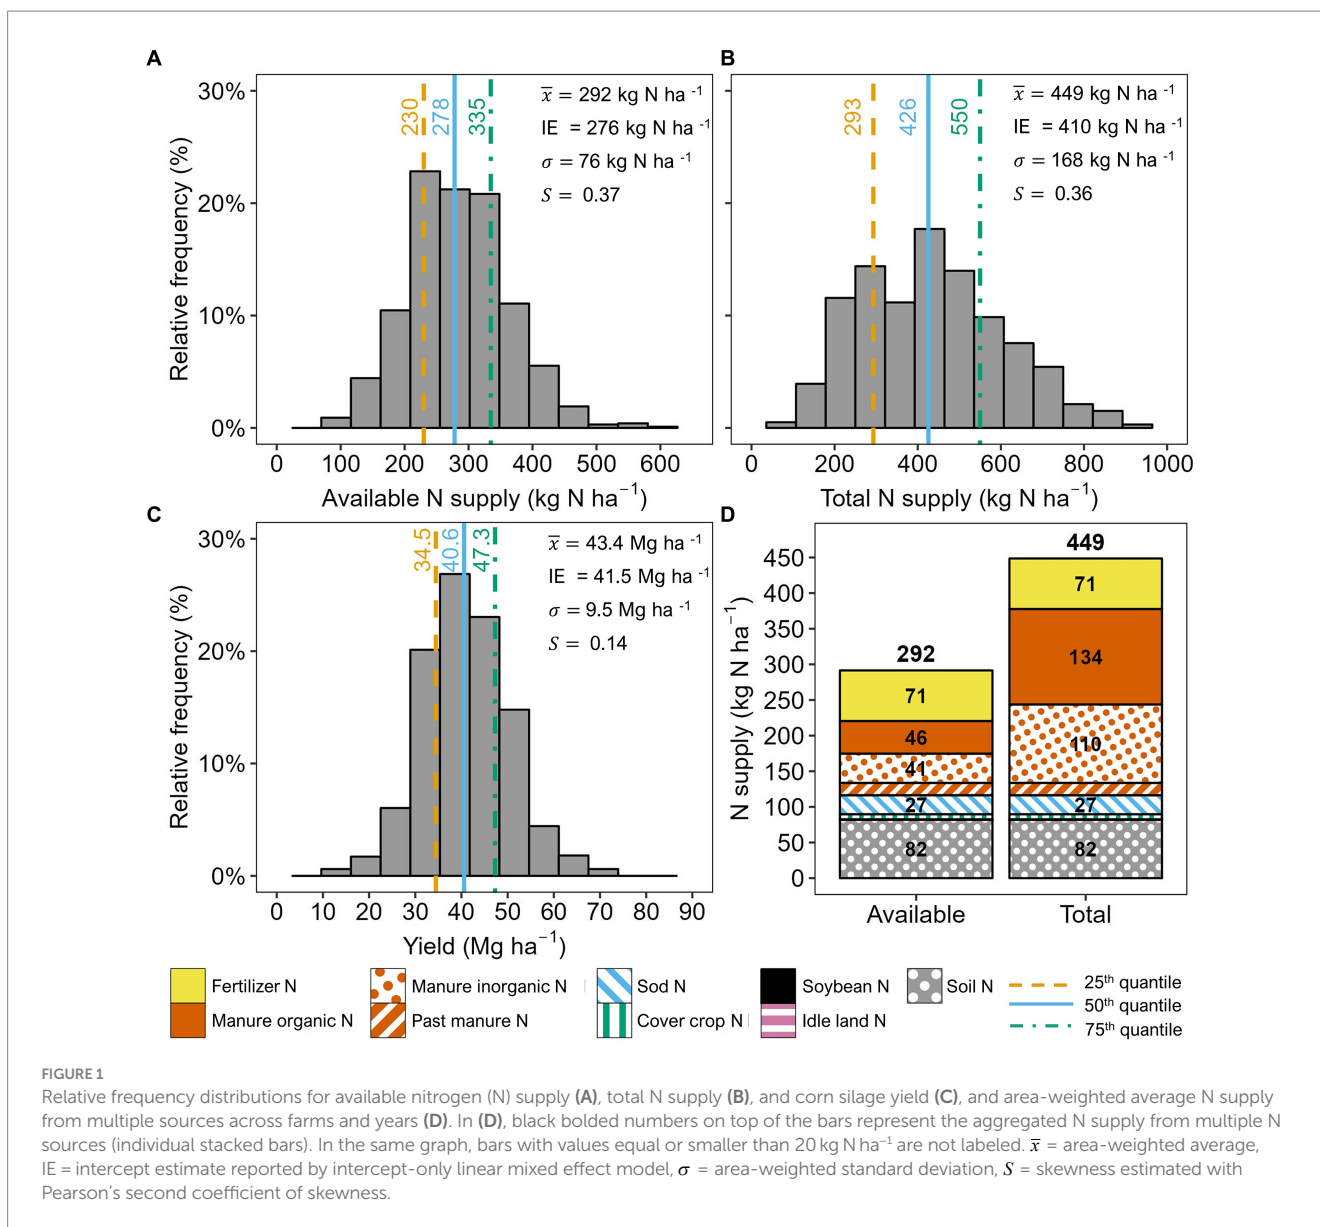 A
30%
20%
10%
0%
Relative frequency (%)
230
278
335
x̅ = 292 kg N ha ⁻¹
IE = 276 kg N ha ⁻¹
σ = 76 kg N ha ⁻¹
S = 0.37
0 100 200 300 400 500 600
Available N supply (kg N ha⁻¹)
B
293
426
550
x̅ = 449 kg N ha ⁻¹
IE = 410 kg N ha ⁻¹
σ = 168 kg N ha ⁻¹
S = 0.36
0 200 400 600 800 1000
Total N supply (kg N ha⁻¹)
C
30%
20%
10%
0%
Relative frequency (%)
34.5
40.6
47.3
x̅ = 43.4 Mg ha ⁻¹
IE = 41.5 Mg ha ⁻¹
σ = 9.5 Mg ha ⁻¹
S = 0.14
0 10 20 30 40 50 60 70 80 90
Yield (Mg ha⁻¹)
D
450
400
350
300
250
200
150
100
50
0
N supply (kg N ha⁻¹)
292
71
46
41
27
82
449
71
134
110
27
82
Available Total
Fertilizer N
Manure organic N
Manure inorganic N
Past manure N
Sod N
Cover crop N
Soybean N
Idle land N
Soil N
25th quantile
50th quantile
75th quantile
FIGURE 1
Relative frequency distributions for available nitrogen (N) supply (A), total N supply (B), and corn silage yield (C), and area-weighted average N supply
from multiple sources across farms and years (D). In (D), black bolded numbers on top of the bars represent the aggregated N supply from multiple N
sources (individual stacked bars). In the same graph, bars with values equal or smaller than 20 kg N ha⁻¹ are not labeled. x̅ = area-weighted average,
IE = intercept estimate reported by intercept-only linear mixed effect model, σ = area-weighted standard deviation, S = skewness estimated with
Pearson's second coefficient of skewness.